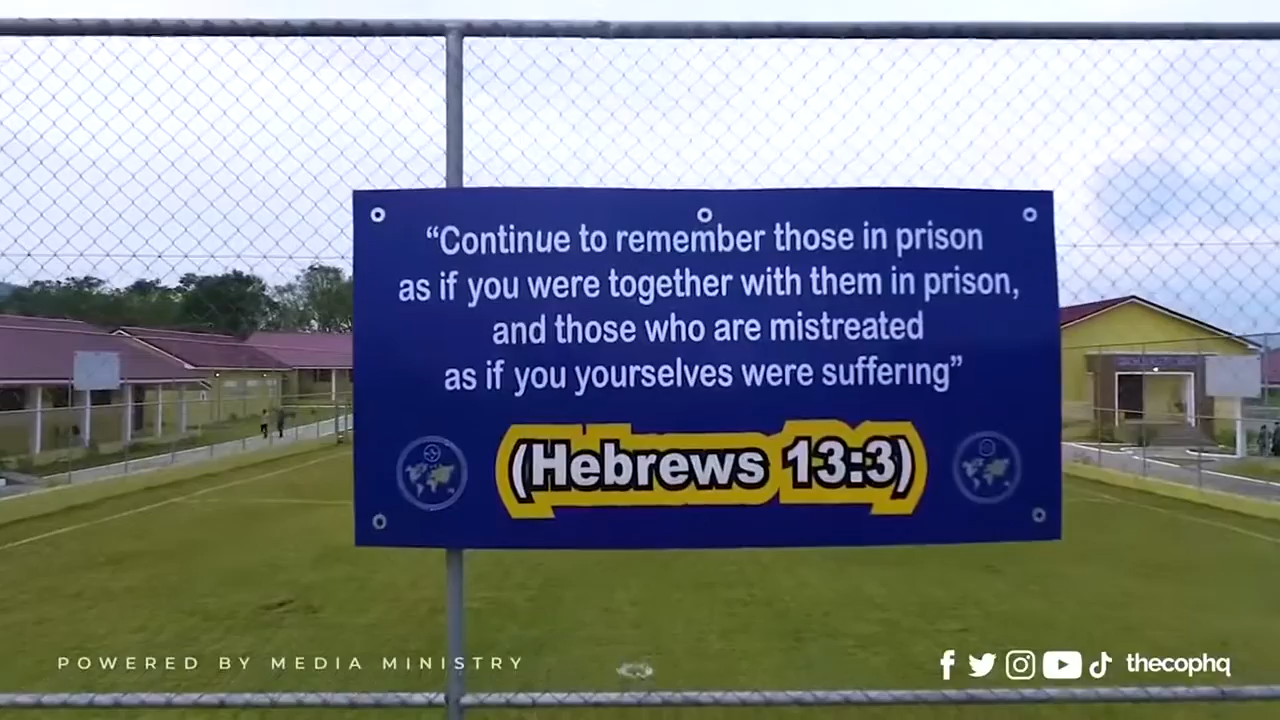 “Continue to remember those in prison
as if you were together with them in prison,
and those who are mistreated
as if you yourselves were suffering”
(Hebrews 13:3)
POWERED BY MEDIA MINISTRY
thecophq